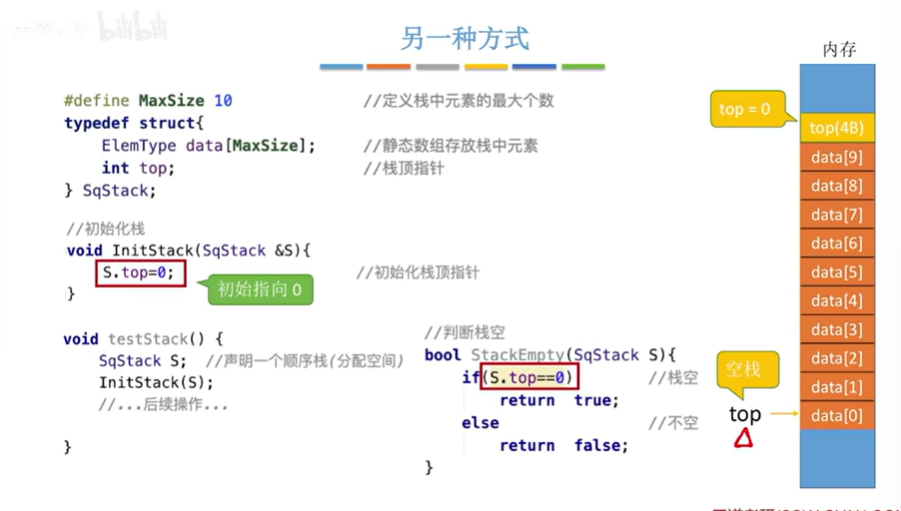 bilibili
另一种方式
内存
#define MaxSize 10 //定义栈中元素的最大个数
typedef struct{
ElemType data[MaxSize]; //静态数组存放栈中元素
int top; //栈顶指针
} SqStack;
//初始化栈
void InitStack(SqStack &S){
S.top=0; //初始化栈顶指针
初始指向 0
}
void testStack() {
SqStack S; //声明一个顺序栈(分配空间)
InitStack(S);
//...后续操作...
}
//判断栈空
bool StackEmpty(SqStack S){
if(S.top==0) //栈空
return true;
else //不空
return false;
}
top = 0
top(4B)
data[9]
data[8]
data[7]
data[6]
data[5]
data[4]
data[3]
data[2]
data[1]
data[0]
空栈
top